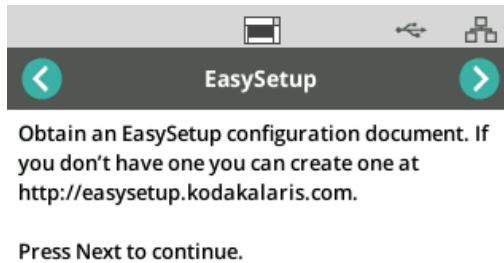 EasySetup
Obtain an EasySetup configuration document. If
you don't have one you can create one at
http://easysetup.kodakalaris.com.
Press Next to continue.